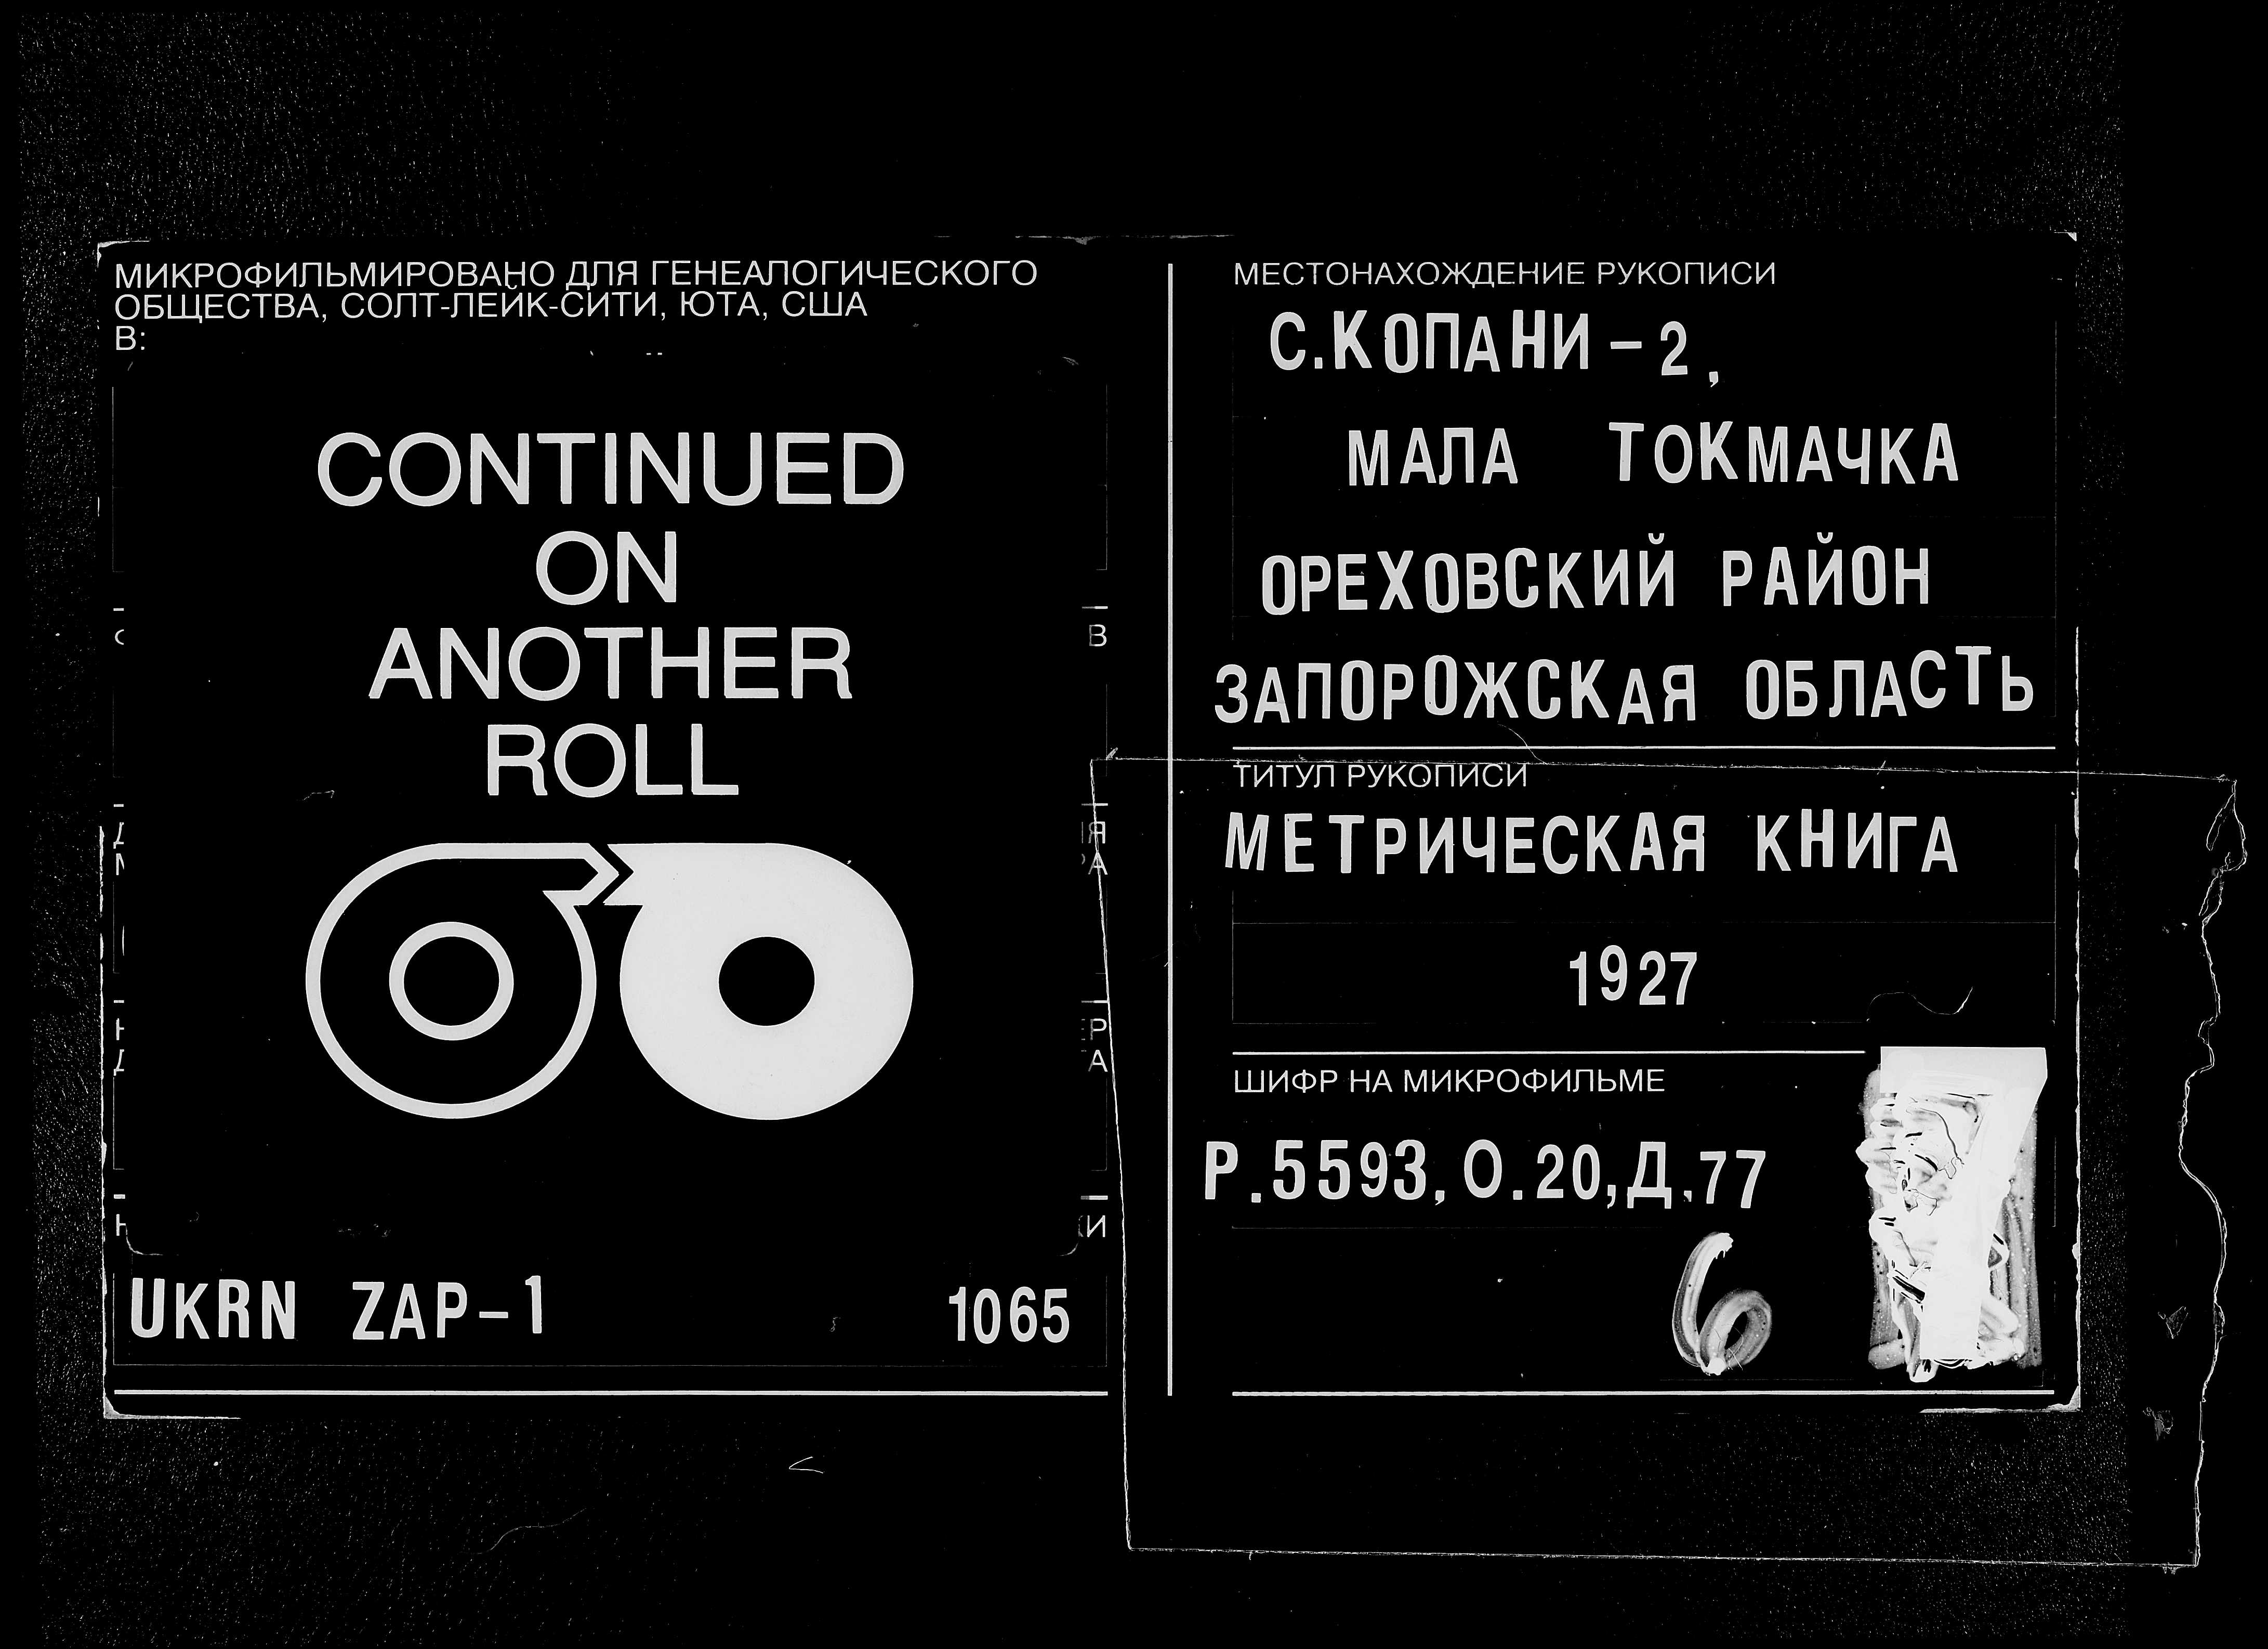 МИКРОФИЛЬМИРОВАНО ДЛЯ ГЕНЕАЛОГИЧЕСКОГО
ОБЩЕСТВА, СОЛТ-ЛЕЙК-СИТИ, ЮТА, США
В:
CONTINUED
ON
ANOTHER
ROLL
UKRN ZAP-1 1065
МЕСТОНАХОЖДЕНИЕ РУКОПИСИ
С.КОПАНИ-2,
МАЛА ТОКМАЧКА
ОРЕХОВСКИЙ РАЙОН
ЗАПОРОЖСКАЯ ОБЛАСТЬ
ТИТУЛ РУКОПИСИ
МЕТРИЧЕСКАЯ КНИГА
1927
ШИФР НА МИКРОФИЛЬМЕ
Р.5593, О.20, Д.77
6